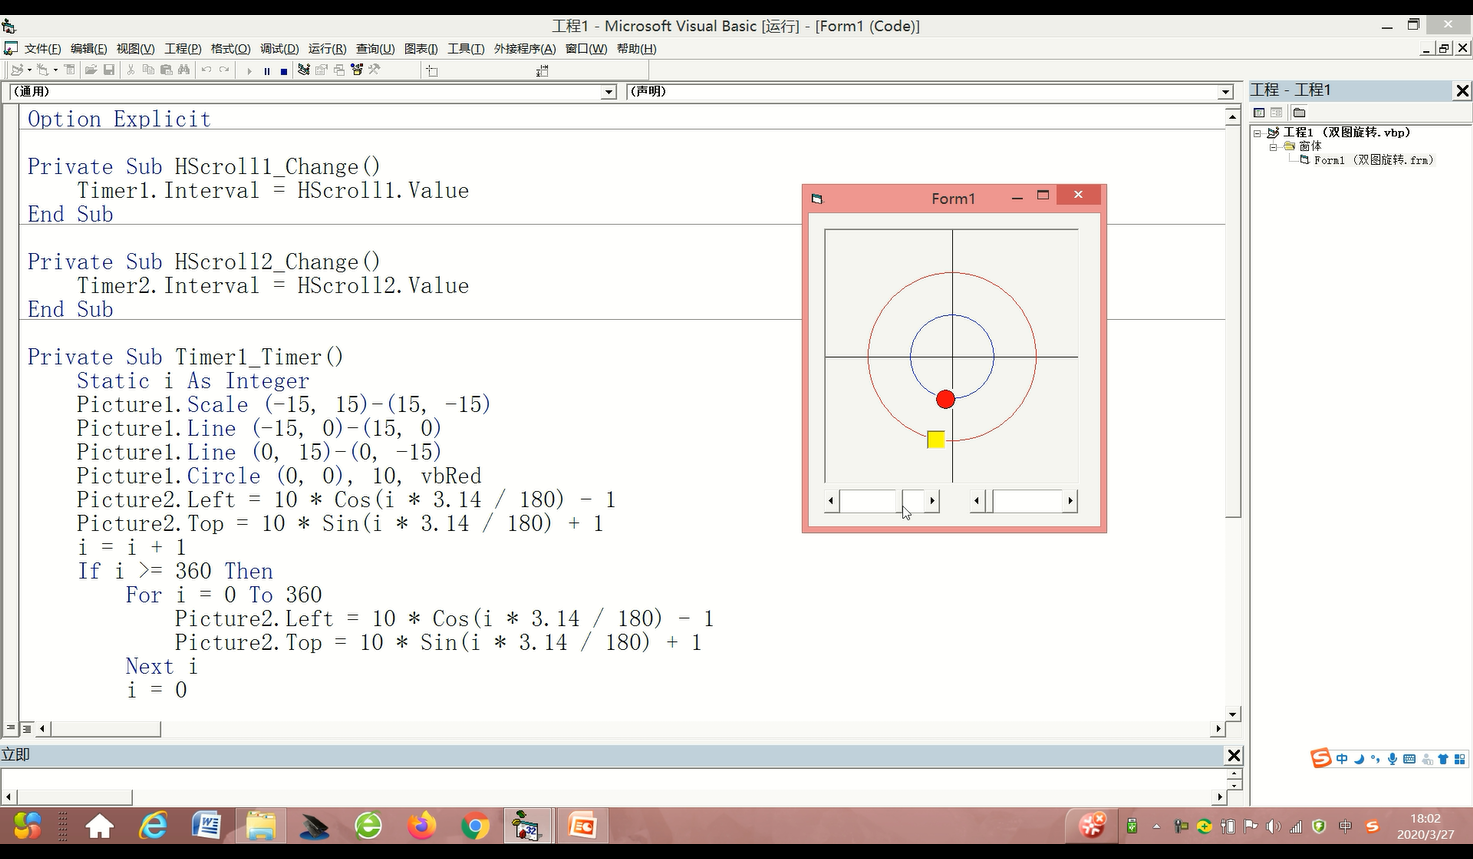 工程1 - Microsoft Visual Basic [运行] - [Form1 (Code)]
文件(F) 编辑(E) 视图(V) 工程(P) 格式(O) 调试(D) 运行(R) 查询(U) 图表(I) 工具(T) 外接程序(A) 窗口(W) 帮助(H)
(通用) (声明)
Option Explicit
Private Sub HScroll1_Change()
Timer1.Interval = HScroll1.Value
End Sub
Private Sub HScroll2_Change()
Timer2.Interval = HScroll2.Value
End Sub
Private Sub Timer1_Timer()
Static i As Integer
Picture1.Scale (-15, 15)-(15, -15)
Picture1.Line (-15, 0)-(15, 0)
Picture1.Line (0, 15)-(0, -15)
Picture1.Circle (0, 0), 10, vbRed
Picture2.Left = 10 * Cos(i * 3.14 / 180) - 1
Picture2.Top = 10 * Sin(i * 3.14 / 180) + 1
i = i + 1
If i >= 360 Then
For i = 0 To 360
Picture2.Left = 10 * Cos(i * 3.14 / 180) - 1
Picture2.Top = 10 * Sin(i * 3.14 / 180) + 1
Next i
i = 0
Form1
工程 - 工程1
工程1 (双图旋转.vbp)
窗体
Form1 (双图旋转.frm)
立即
中
中
18:02
2020/3/27